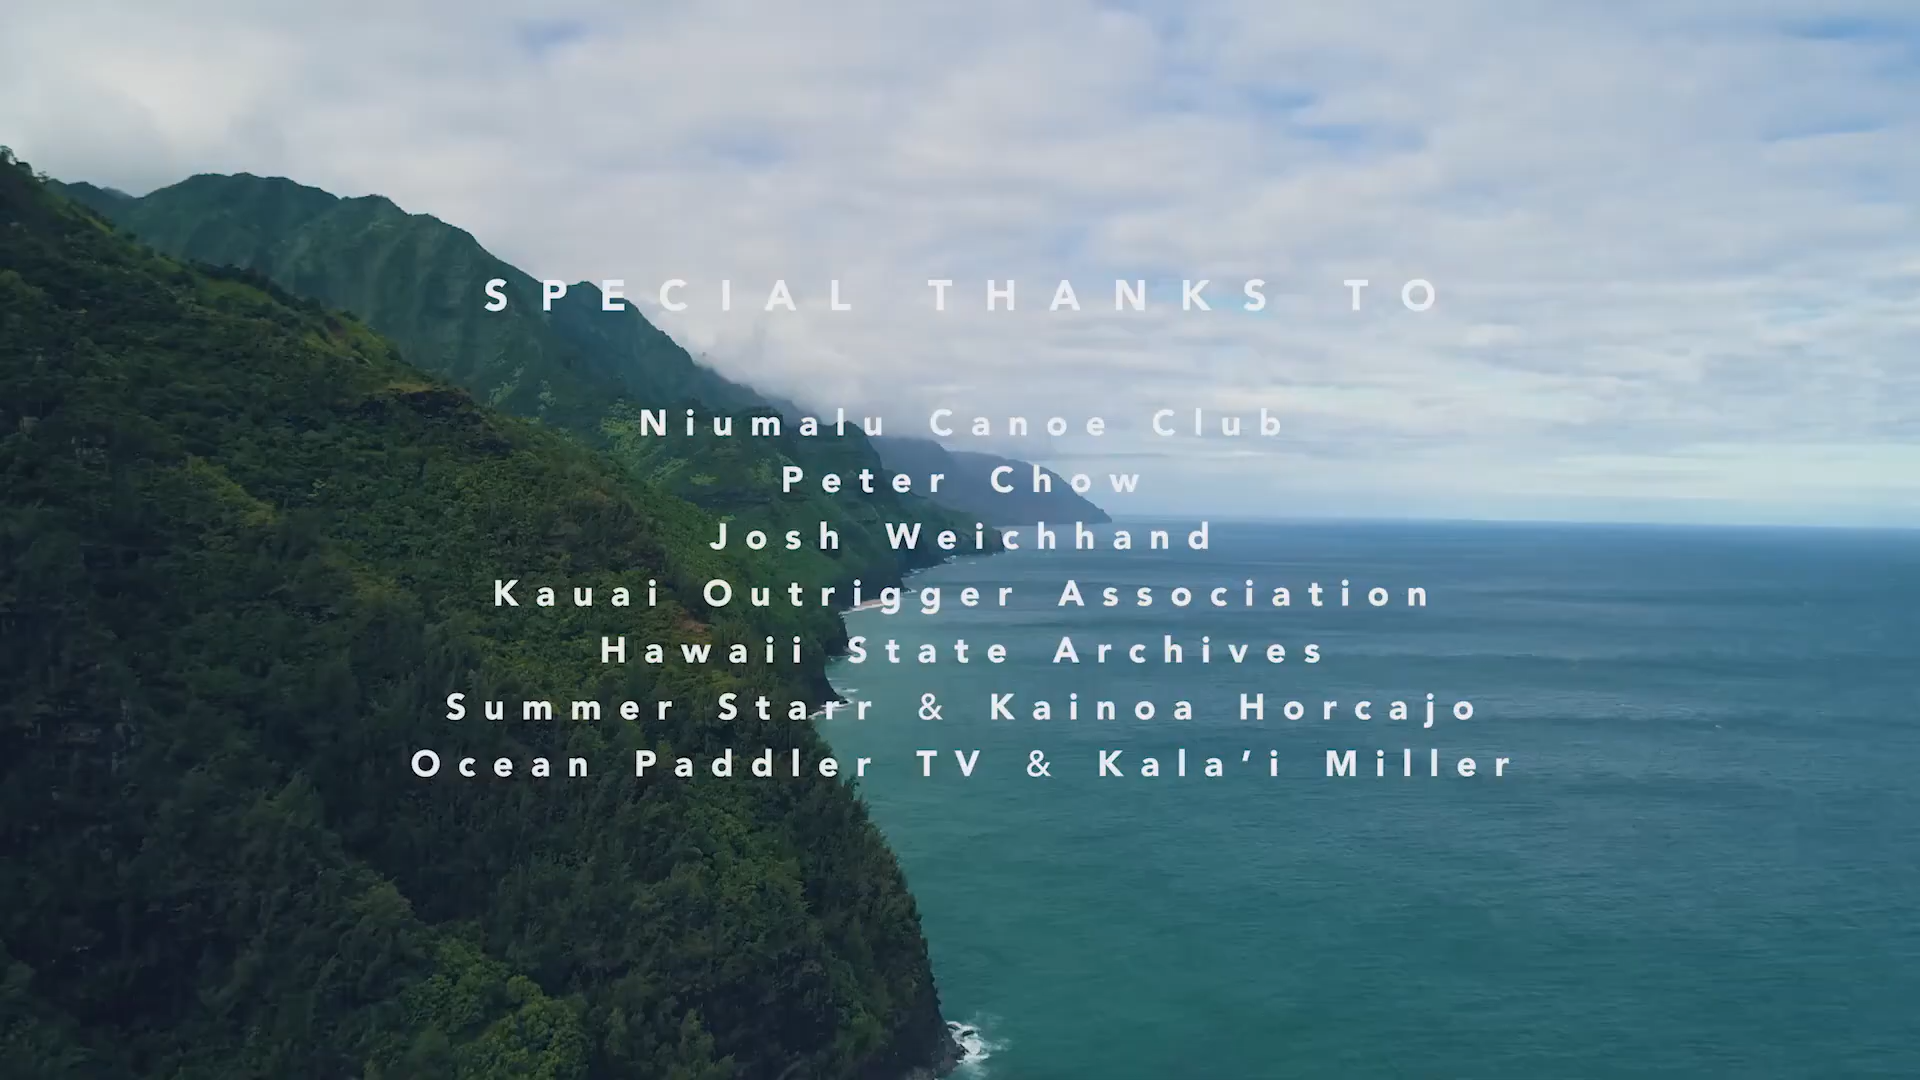 SPECIAL THANKS TO
Niumalu Canoe Club
Peter Chow
Josh Weichhand
Kauai Outrigger Association
Hawaii State Archives
Summer Starr & Kainoa Horcajo
Ocean Paddler TV & Kala’i Miller